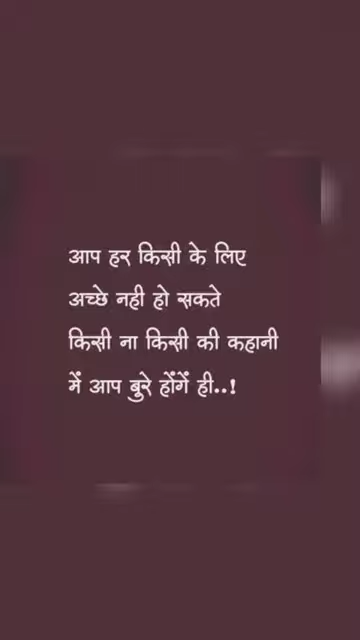 आप हर किसी के लिए
अच्छे नही हो सकते
किसी ना किसी की कहानी
में आप बुरे होंगें ही..!